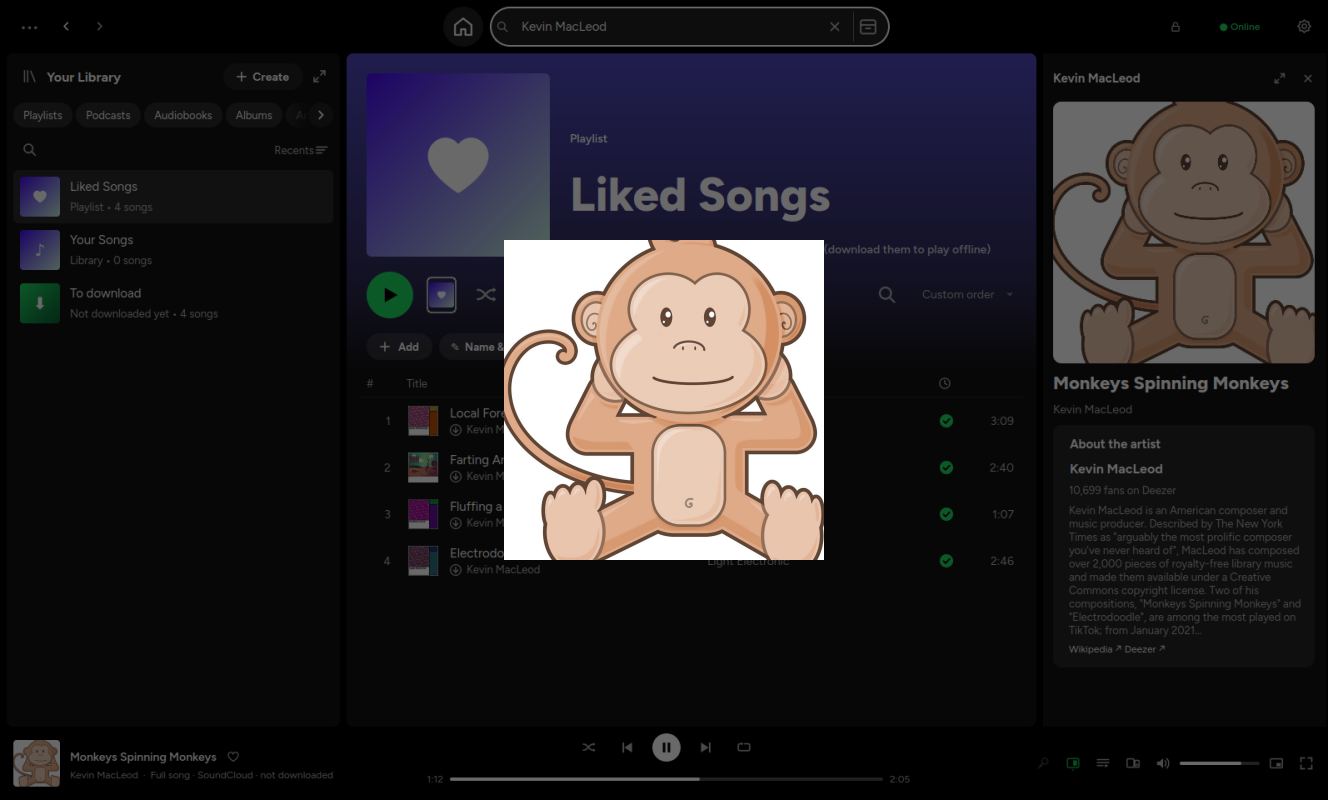 Kevin MacLeod
Online
Your Library
Create
Playlists
Podcasts
Audiobooks
Albums
Recents
Liked Songs
Playlist • 4 songs
Your Songs
Library • 0 songs
To download
Not downloaded yet • 4 songs
Playlist
Liked Songs
(download them to play offline)
Custom order
Add
Name &
# Title
1 Local Fore
Kevin M
3:09
2 Farting Ar
Kevin M
2:40
3 Fluffing a
Kevin M
1:07
4 Electrodo
Kevin MacLeod
Light Electronic
2:46
G
Kevin MacLeod
G
Monkeys Spinning Monkeys
Kevin MacLeod
About the artist
Kevin MacLeod
10,699 fans on Deezer
Kevin MacLeod is an American composer and
music producer. Described by The New York
Times as "arguably the most prolific composer
you've never heard of", MacLeod has composed
over 2,000 pieces of royalty-free library music
and made them available under a Creative
Commons copyright license. Two of his
compositions, "Monkeys Spinning Monkeys" and
"Electrodoodle", are among the most played on
TikTok; from January 2021...
Wikipedia ↗ Deezer ↗
Monkeys Spinning Monkeys
Kevin MacLeod · Full song · SoundCloud · not downloaded
1:12
2:05